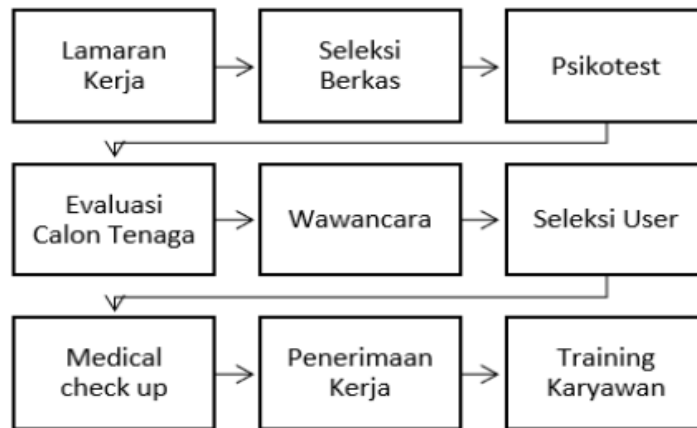 Lamaran
Kerja
Seleksi
Berkas
Psikotest
Evaluasi
Calon Tenaga
Wawancara
Seleksi User
Medical
check up
Penerimaan
Kerja
Training
Karyawan